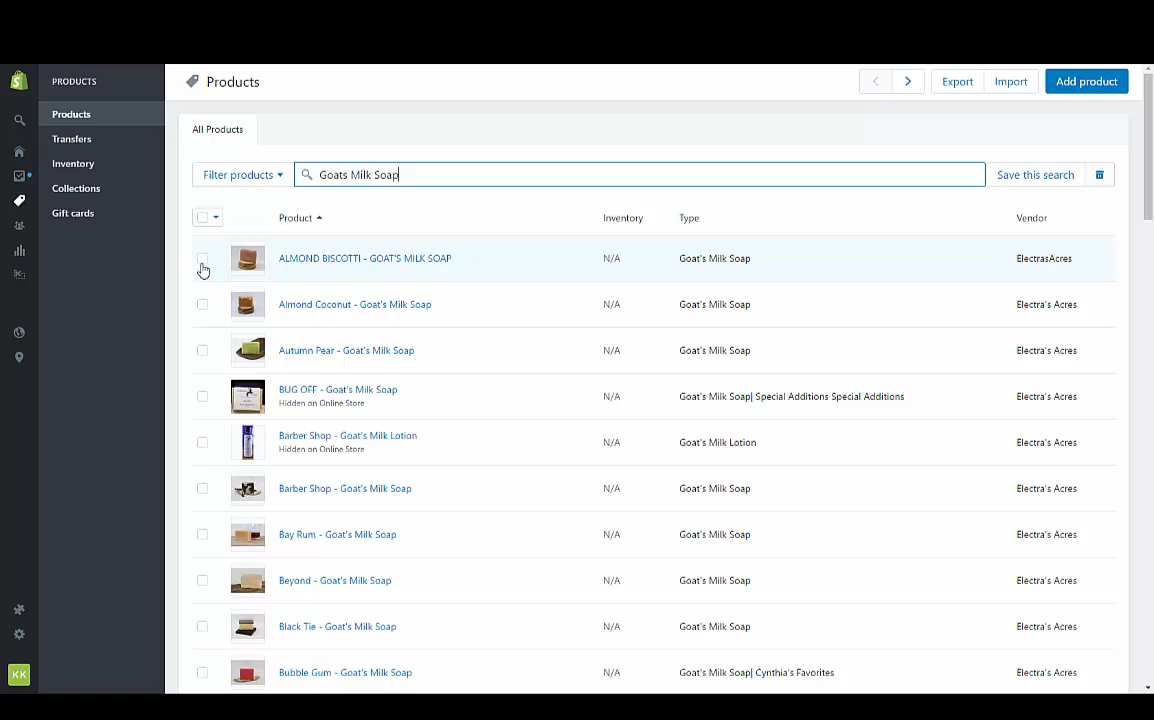 PRODUCTS
Products
Transfers
Inventory
Collections
Gift cards
KK
Products
Export
Import
Add product
All Products
Filter products
Goats Milk Soap
Save this search
Product Inventory Type Vendor
ALMOND BISCOTTI - GOAT'S MILK SOAP N/A Goat's Milk Soap ElectrasAcres
Almond Coconut - Goat's Milk Soap N/A Goat's Milk Soap Electra's Acres
Autumn Pear - Goat's Milk Soap N/A Goat's Milk Soap Electra's Acres
BUG OFF - Goat's Milk Soap
Hidden on Online Store
N/A Goat's Milk Soap| Special Additions Special Additions Electra's Acres
Barber Shop - Goat's Milk Lotion
Hidden on Online Store
N/A Goat's Milk Lotion Electra's Acres
Barber Shop - Goat's Milk Soap N/A Goat's Milk Soap Electra's Acres
Bay Rum - Goat's Milk Soap N/A Goat's Milk Soap Electra's Acres
Beyond - Goat's Milk Soap N/A Goat's Milk Soap Electra's Acres
Black Tie - Goat's Milk Soap N/A Goat's Milk Soap Electra's Acres
Bubble Gum - Goat's Milk Soap N/A Goat's Milk Soap| Cynthia's Favorites Electra's Acres